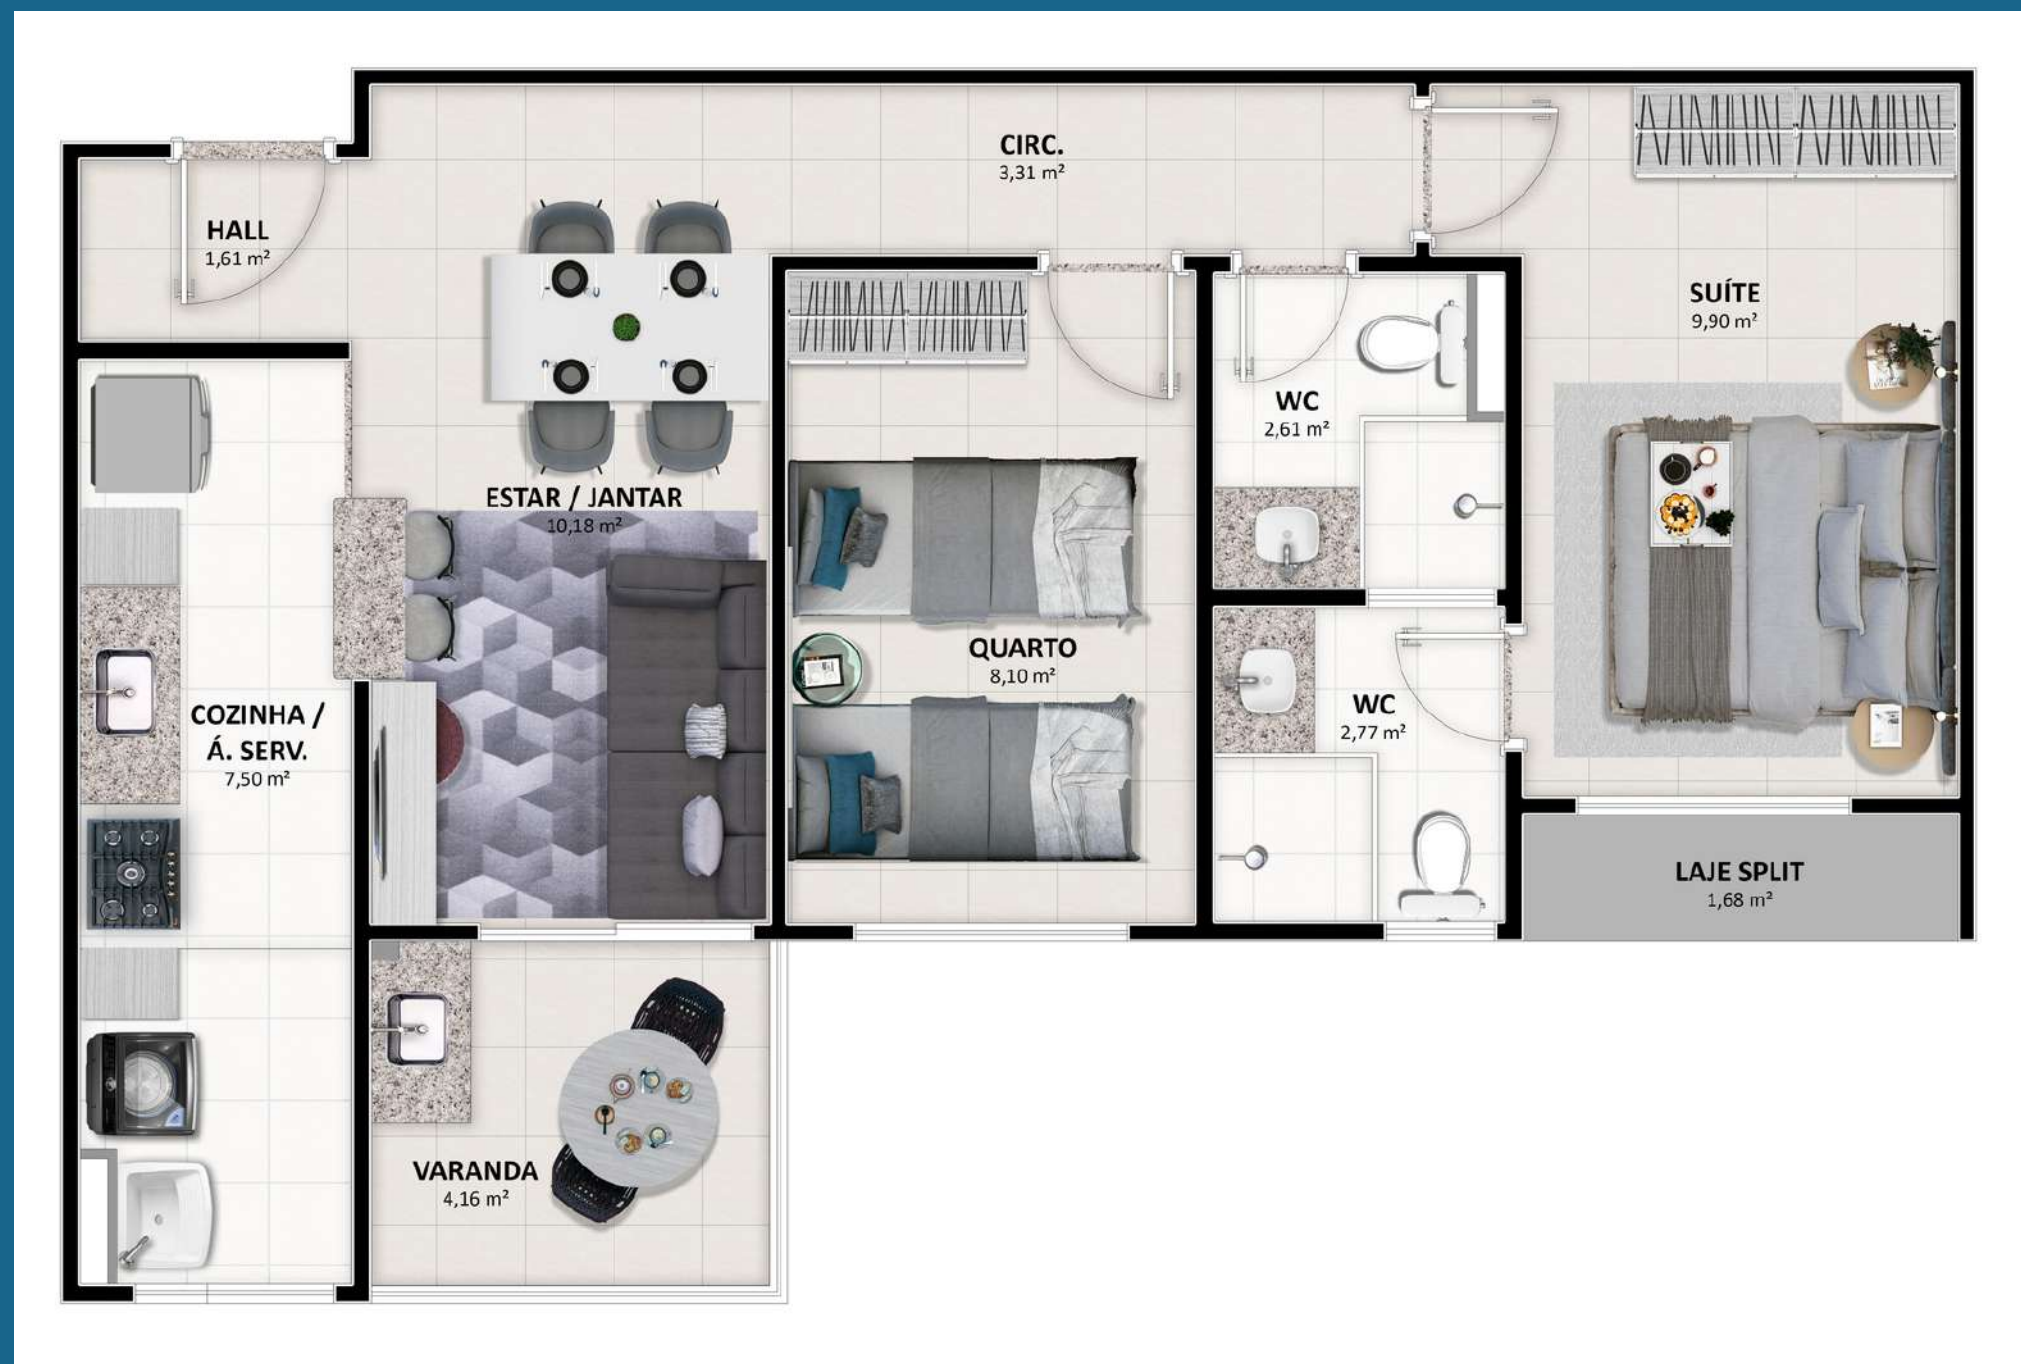 CIRC.
3,31 m²
HALL
1,61 m²
SUÍTE
9,90 m²
WC
2,61 m²
ESTAR / JANTAR
10,18 m²
QUARTO
8,10 m²
COZINHA /
Á. SERV.
7,50 m²
WC
2,77 m²
LAJE SPLIT
1,68 m²
VARANDA
4,16 m²